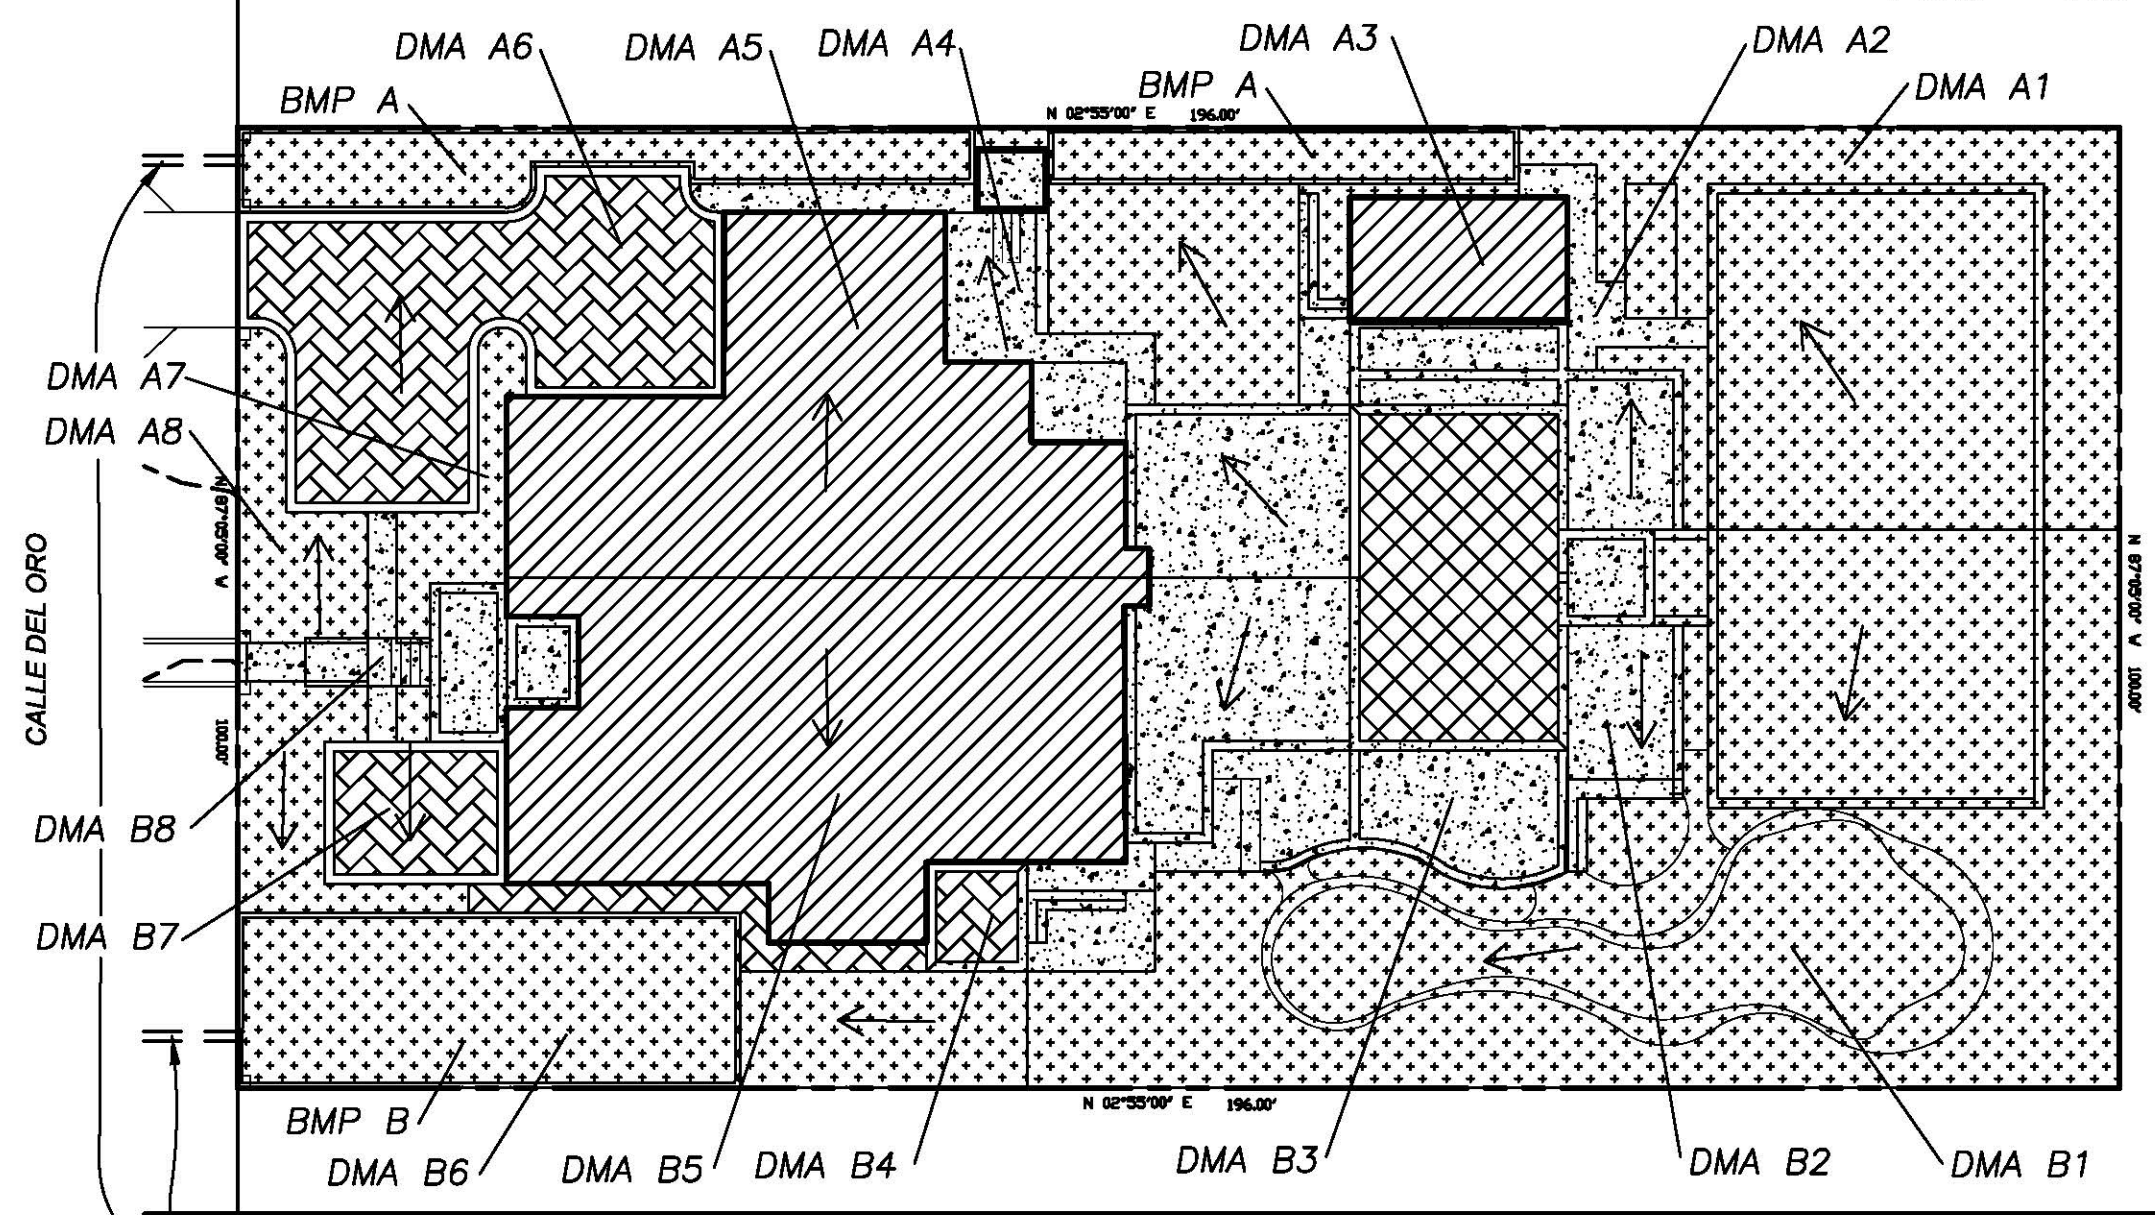 DMA A6
DMA A5
DMA A4
DMA A3
DMA A2
DMA A1
BMP A
BMP A
N 02°55'00" E 196.00'
DMA A7
DMA A8
N 87°05'00" W 100.00'
CALLE DEL ORO
N 87°05'00" W 100.00'
DMA B8
DMA B7
N 02°55'00" E 196.00'
BMP B
DMA B6
DMA B5
DMA B4
DMA B3
DMA B2
DMA B1